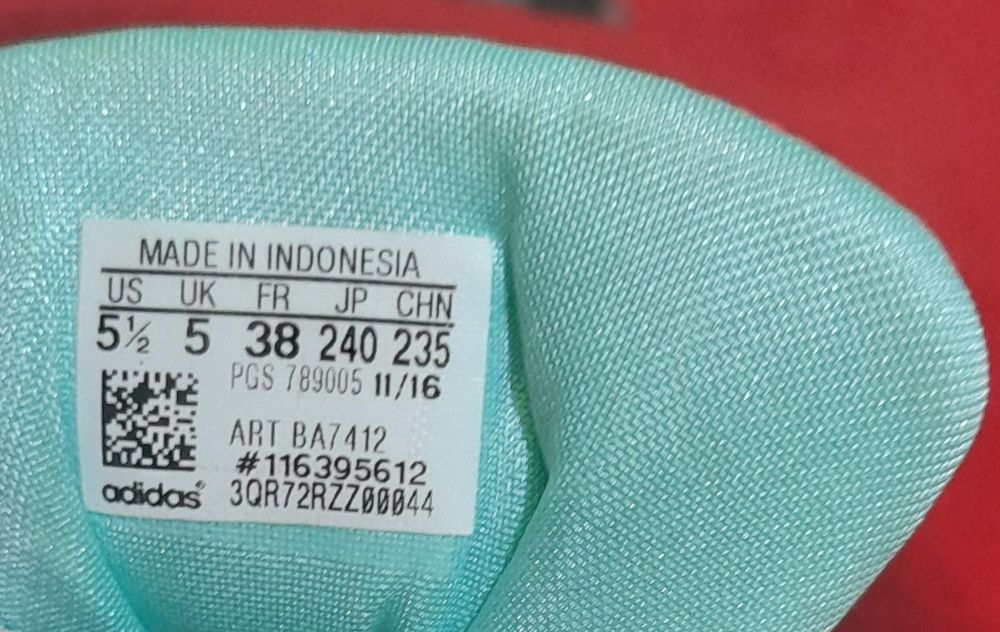 MADE IN INDONESIA
US UK FR JP CHN
5½ 5 38 240 235
PGS 789005 11/16
ART BA7412
#116395612
adidas® 3QR72RZZ00044